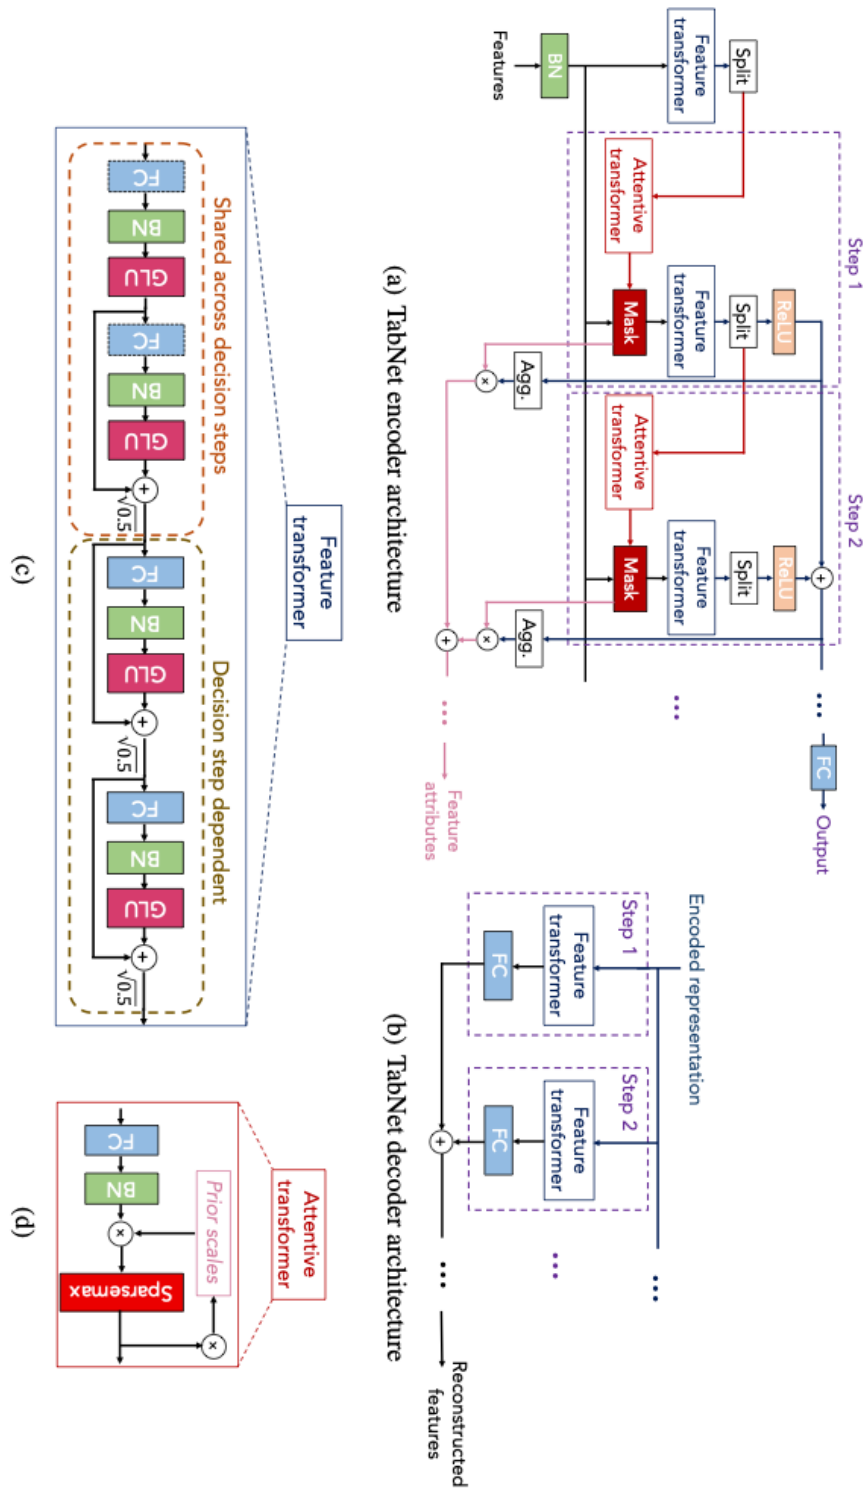 Step 1
Step 2
Split
ReLU
Split
ReLU
Split
FC
Output
Feature
transformer
Feature
transformer
Feature
transformer
...
...
Attentive
transformer
Mask
Attentive
transformer
Mask
BN
Features
Agg.
Agg.
×
×
+
+
...
Feature
attributes
(a) TabNet encoder architecture
Encoded representation
...
Step 1
Step 2
Feature
transformer
Feature
transformer
...
FC
FC
+
...
Reconstructed
features
(b) TabNet decoder architecture
Feature
transformer
Shared across decision steps
Decision step dependent
FC
BN
GLU
FC
BN
GLU
+
√0.5
FC
BN
GLU
+
√0.5
FC
BN
GLU
+
√0.5
(c)
Attentive
transformer
Prior scales
×
FC
BN
×
Sparsemax
(d)